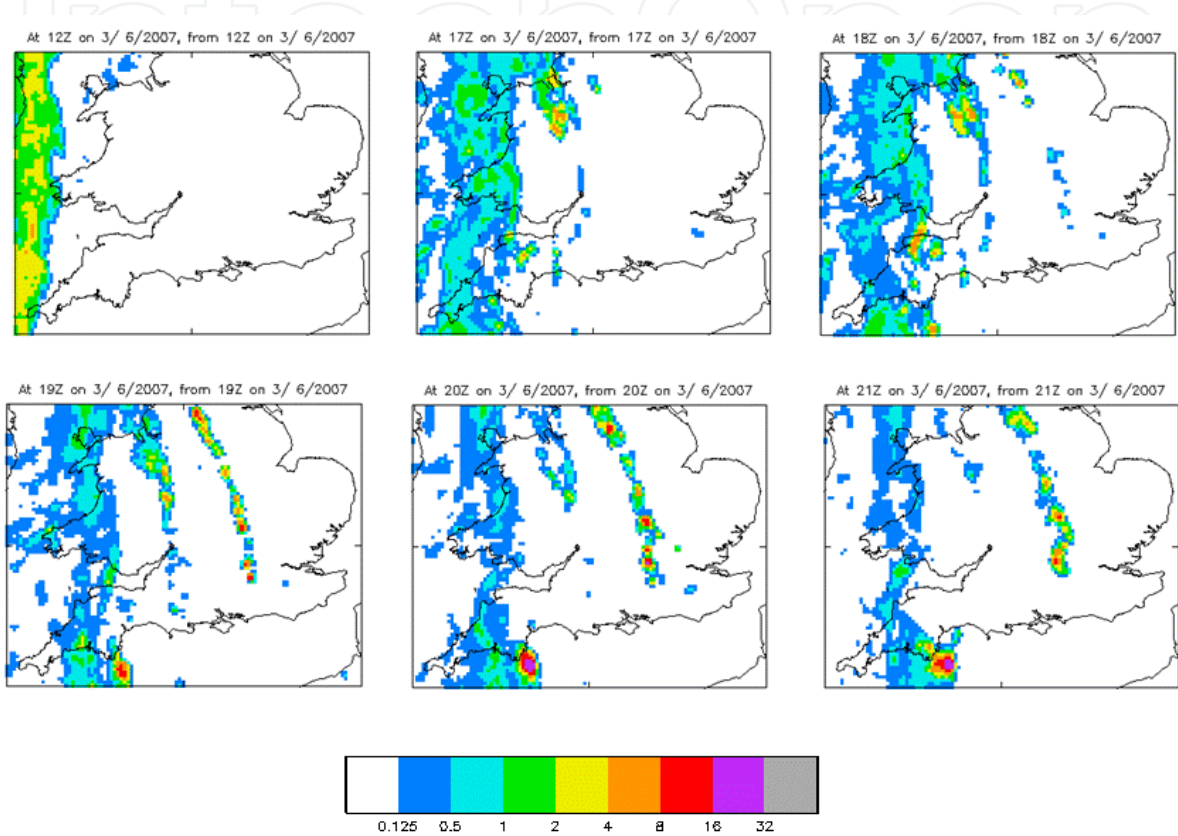 At 12Z on 3/ 6/2007, from 12Z on 3/ 6/2007
At 17Z on 3/ 6/2007, from 17Z on 3/ 6/2007
At 18Z on 3/ 6/2007, from 18Z on 3/ 6/2007
At 19Z on 3/ 6/2007, from 19Z on 3/ 6/2007
At 20Z on 3/ 6/2007, from 20Z on 3/ 6/2007
At 21Z on 3/ 6/2007, from 21Z on 3/ 6/2007
0.125 0.5 1 2 4 8 16 32